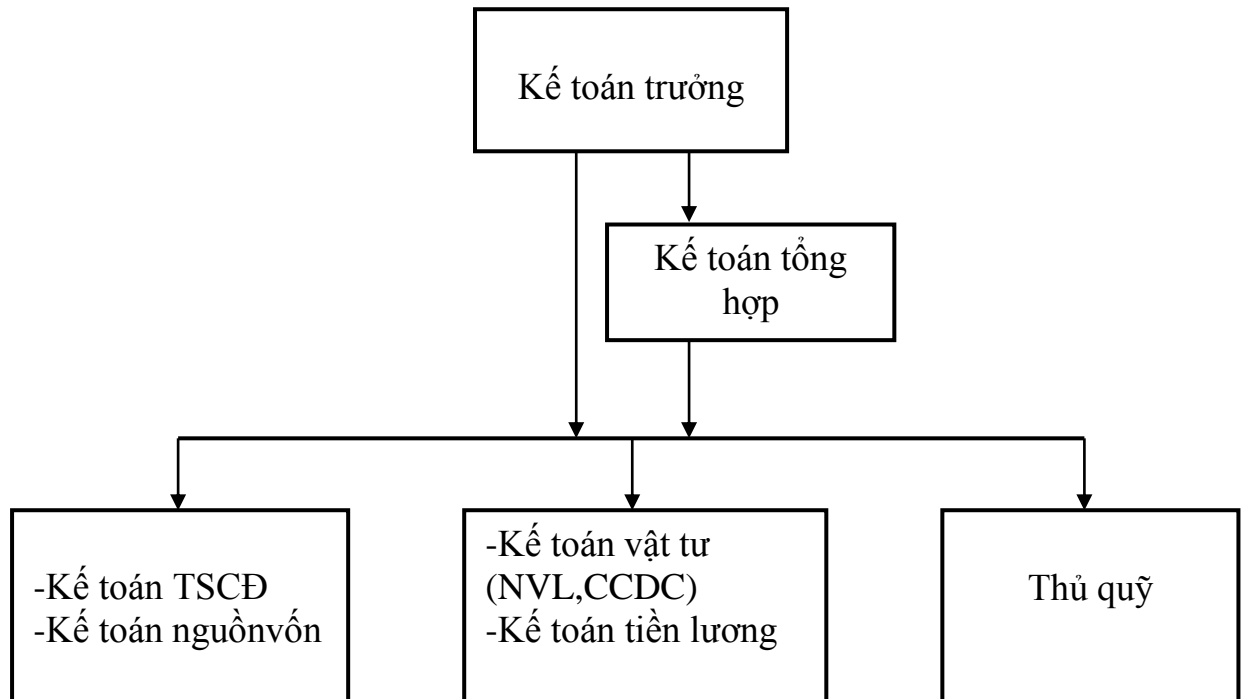 Kế toán trưởng
Kế toán tổng
hợp
-Kế toán TSCĐ
-Kế toán nguồnvốn
-Kế toán vật tư
(NVL,CCDC)
-Kế toán tiền lương
Thủ quỹ